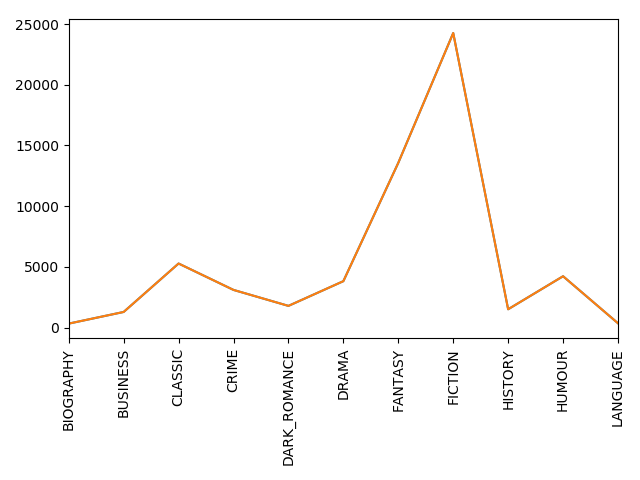 25000
20000
15000
10000
5000
0
BIOGRAPHY
BUSINESS
CLASSIC
CRIME
DARK_ROMANCE
DRAMA
FANTASY
FICTION
HISTORY
HUMOUR
LANGUAGE